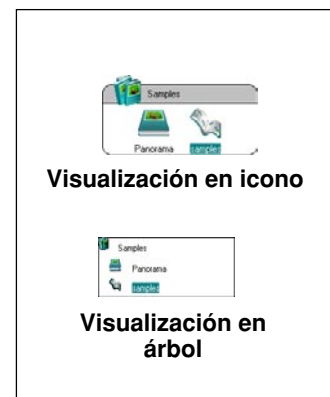 Samples
Panorama samples
Visualización en icono
Samples
Panorama
samples
Visualización en
árbol